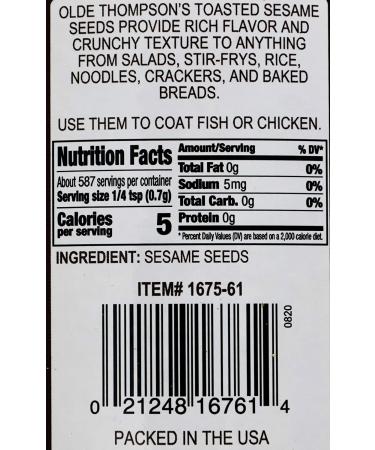 OLDE THOMPSON'S TOASTED SESAME
SEEDS PROVIDE RICH FLAVOR AND
CRUNCHY TEXTURE TO ANYTHING
FROM SALADS, STIR-FRYS, RICE,
NOODLES, CRACKERS, AND BAKED
BREADS.
USE THEM TO COAT FISH OR CHICKEN.
Nutrition Facts
About 587 servings per container
Serving size 1/4 tsp (0.7g)
Calories 5
per serving
Amount/Serving % DV*
Total Fat 0g 0%
Sodium 5mg 0%
Total Carb. 0g 0%
Protein 0g
* Percent Daily Values (DV) are based on a 2,000 calorie diet.
INGREDIENT: SESAME SEEDS
ITEM# 1675-61
0820
0 21248 16761 4
PACKED IN THE USA